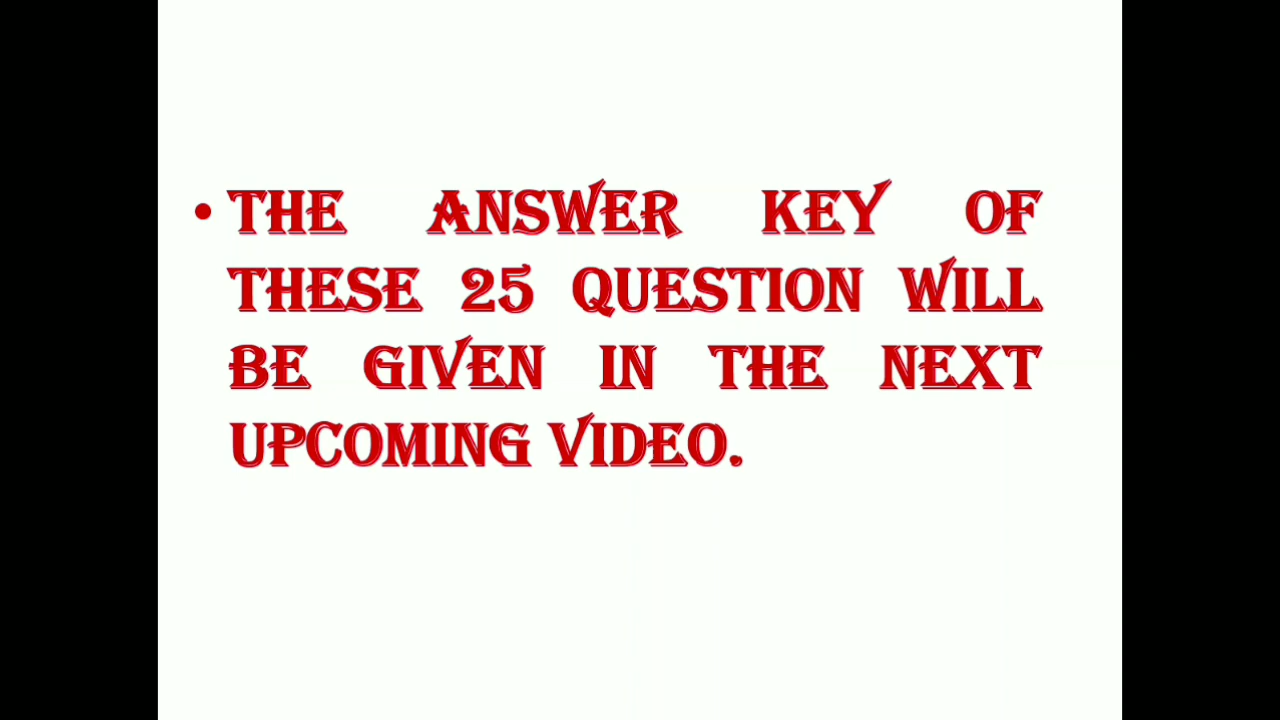 • THE ANSWER KEY OF
THESE 25 QUESTION WILL
BE GIVEN IN THE NEXT
UPCOMING VIDEO.